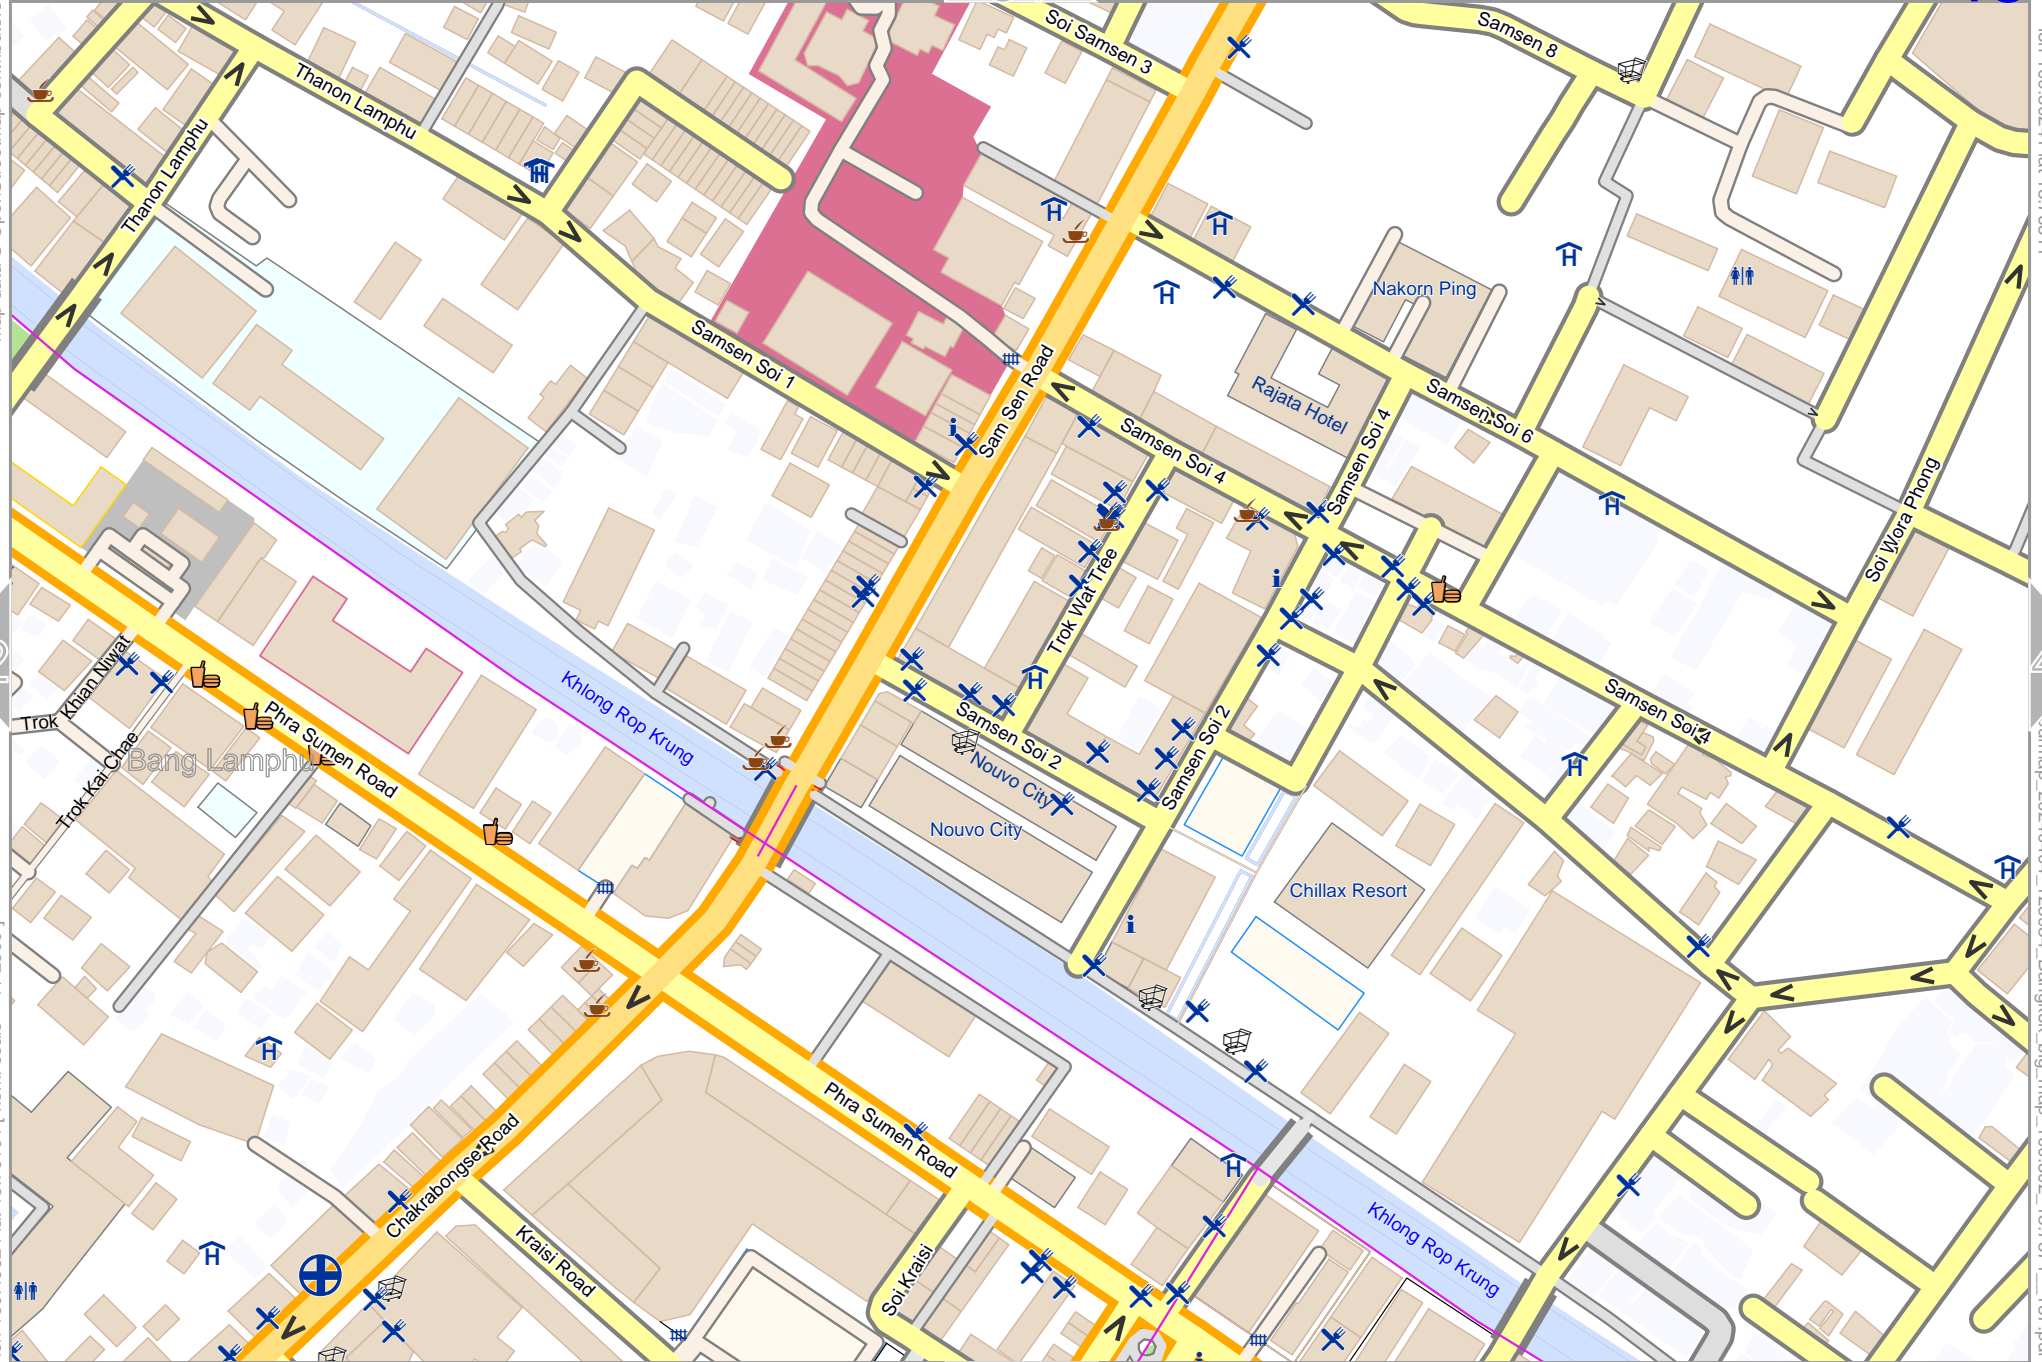 Soi Samsen 3
Samsen 8
Thanon Lamphu
Thanon Lamphu
Nakorn Ping
Samsen Soi 1
Sam Sen Road
Rajata Hotel
Samsen Soi 6
Samsen Soi 4
Samsen Soi 4
Soi Wora Phong
Trok Wat Tree
Khlong Rop Krung
Trok Khian Niwat
Trok Kai Chae
Bang Lamphu
Phra Sumen Road
Samsen Soi 2
Samsen Soi 2
Samsen Soi 4
Nouvo City
Nouvo City
Chillax Resort
Phra Sumen Road
Chakrabongse Road
Kraisi Road
Soi Kraisi
Khlong Rop Krung